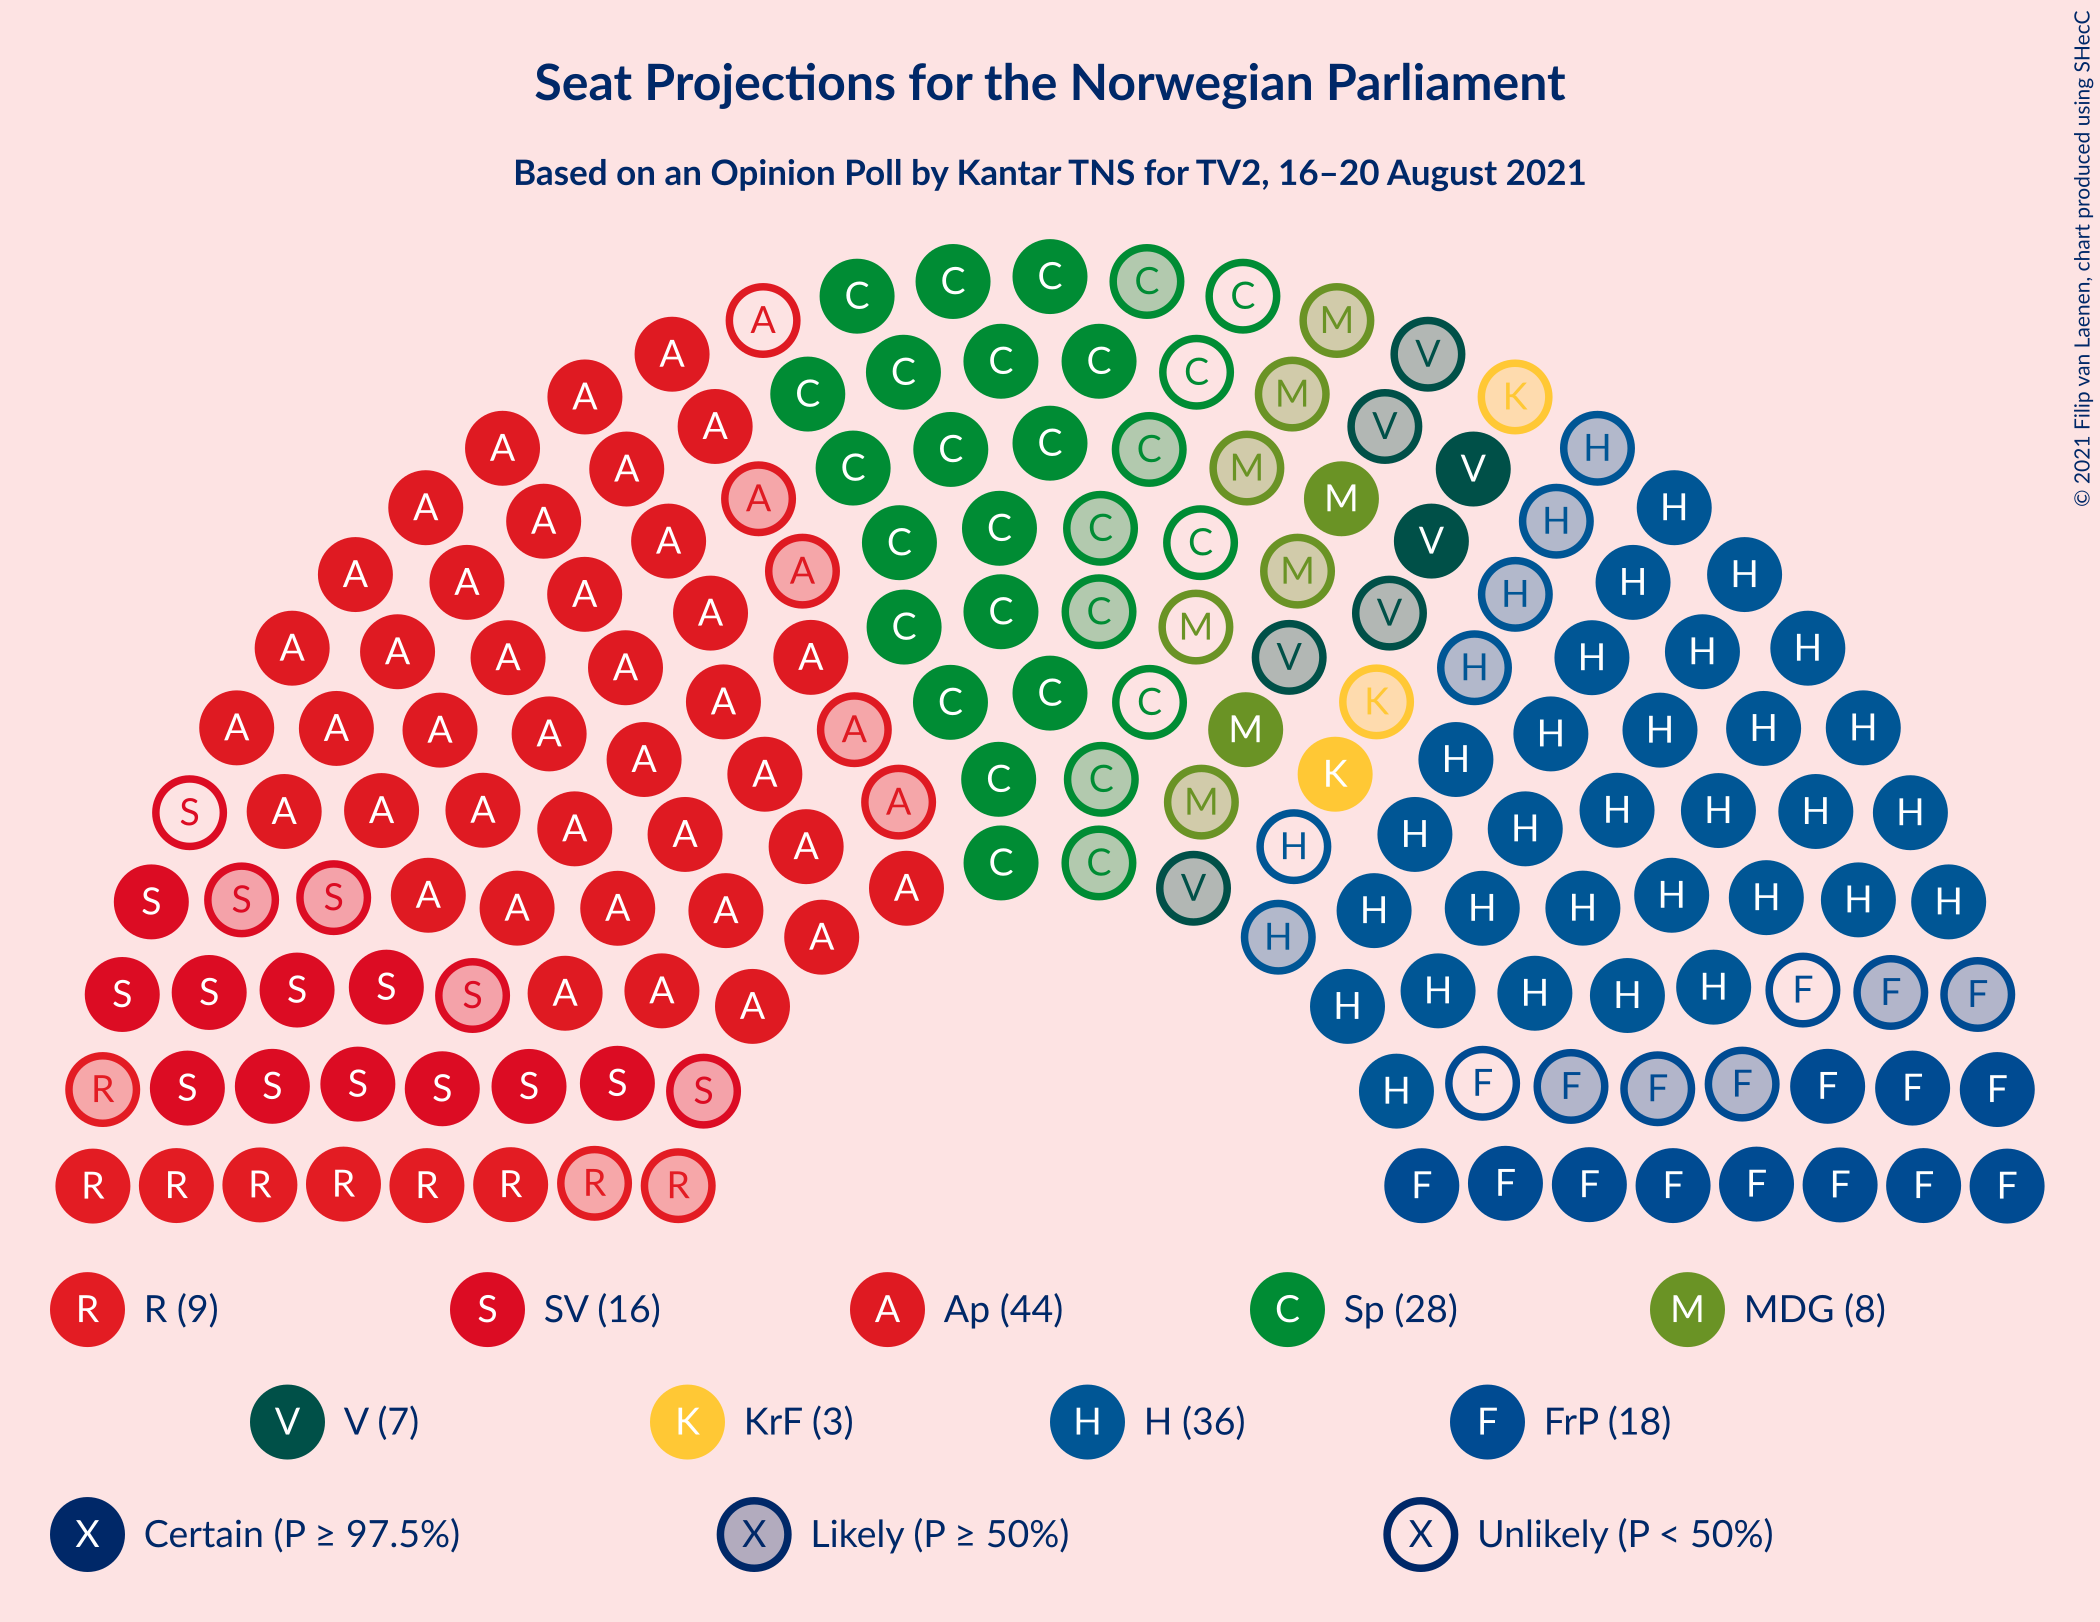 Seat Projections for the Norwegian Parliament
Based on an Opinion Poll by Kantar TNS for TV2, 16–20 August 2021
© 2021 Filip van Laenen, chart produced using SHecC
C C C C C
A C M
A C C C C V
A A C M K
A A C C C C V H
A A A C M V H H
A A A C C C C M V H H
A A A A C M V H H
A A A A C C C M V H H H
A A A A A C C C V H H H H
A A A A A A C M K H H H H
A A A A A A C C M K H H H H H
S A A A A A A A C C M H H H H H H H
S S S A A A A A A C C V H H H H H H H H
S S S S S A A A H H H H H F F F
R S S S S S S S H F F F F F F F
R R R R R R R R F F F F F F F F
R R (9) S SV (16) A Ap (44) C Sp (28) M MDG (8)
V V (7) K KrF (3) H H (36) F FrP (18)
X Certain (P ≥ 97.5%) X Likely (P ≥ 50%) X Unlikely (P < 50%)